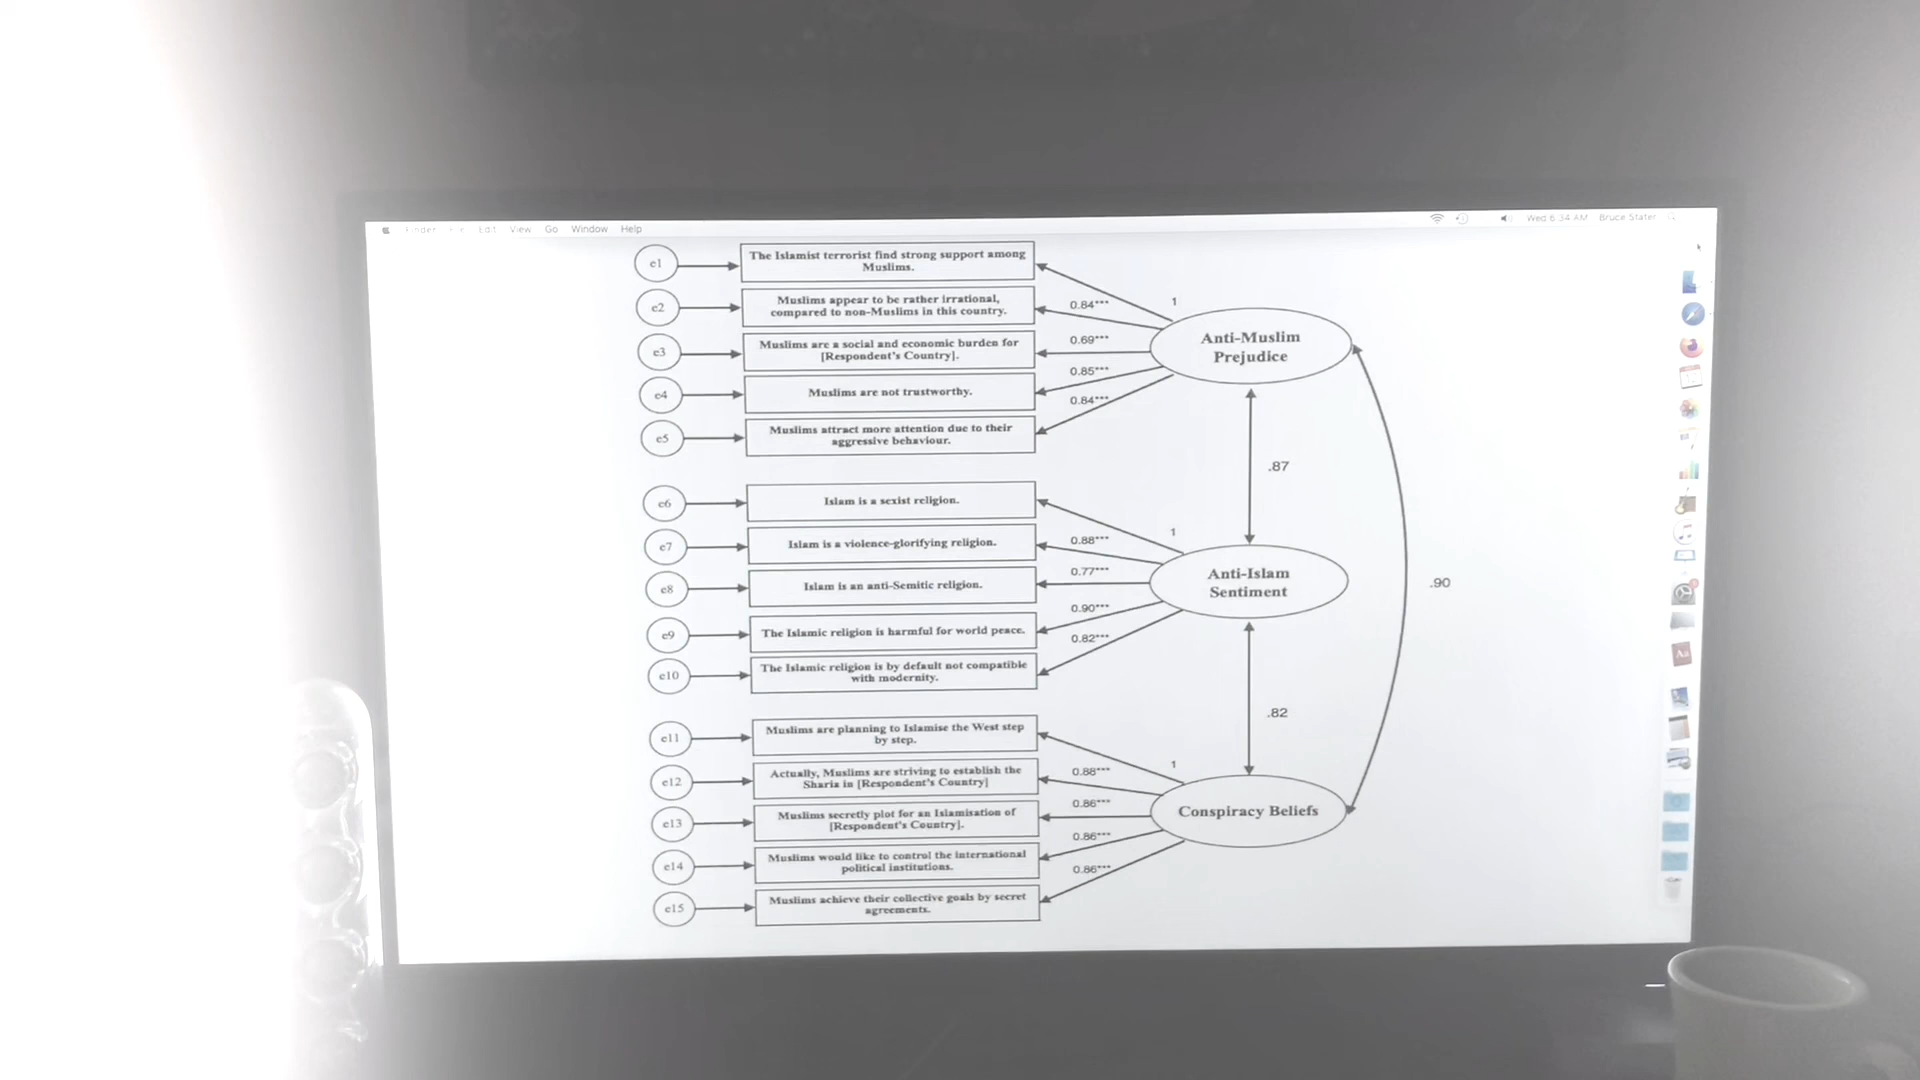 Finder File Edit View Go Window Help
Wed 6:34 AM Bruce Stafer
e1
The Islamist terrorist find strong support among
Muslims.
e2
Muslims appear to be rather irrational,
compared to non-Muslims in this country.
e3
Muslims are a social and economic burden for
[Respondent's Country].
e4
Muslims are not trustworthy.
e5
Muslims attract more attention due to their
aggressive behaviour.
1
0.84***
0.69***
0.85***
0.84***
Anti-Muslim
Prejudice
.87
e6
Islam is a sexist religion.
e7
Islam is a violence-glorifying religion.
e8
Islam is an anti-Semitic religion.
e9
The Islamic religion is harmful for world peace.
e10
The Islamic religion is by default not compatible
with modernity.
1
0.88***
0.77***
0.90***
0.82***
Anti-Islam
Sentiment
.90
.82
e11
Muslims are planning to Islamise the West step
by step.
e12
Actually, Muslims are striving to establish the
Sharia in [Respondent's Country]
e13
Muslims secretly plot for an Islamisation of
[Respondent's Country].
e14
Muslims would like to control the international
political institutions.
e15
Muslims achieve their collective goals by secret
agreements.
1
0.88***
0.86***
0.86***
0.86***
Conspiracy Beliefs
Aa